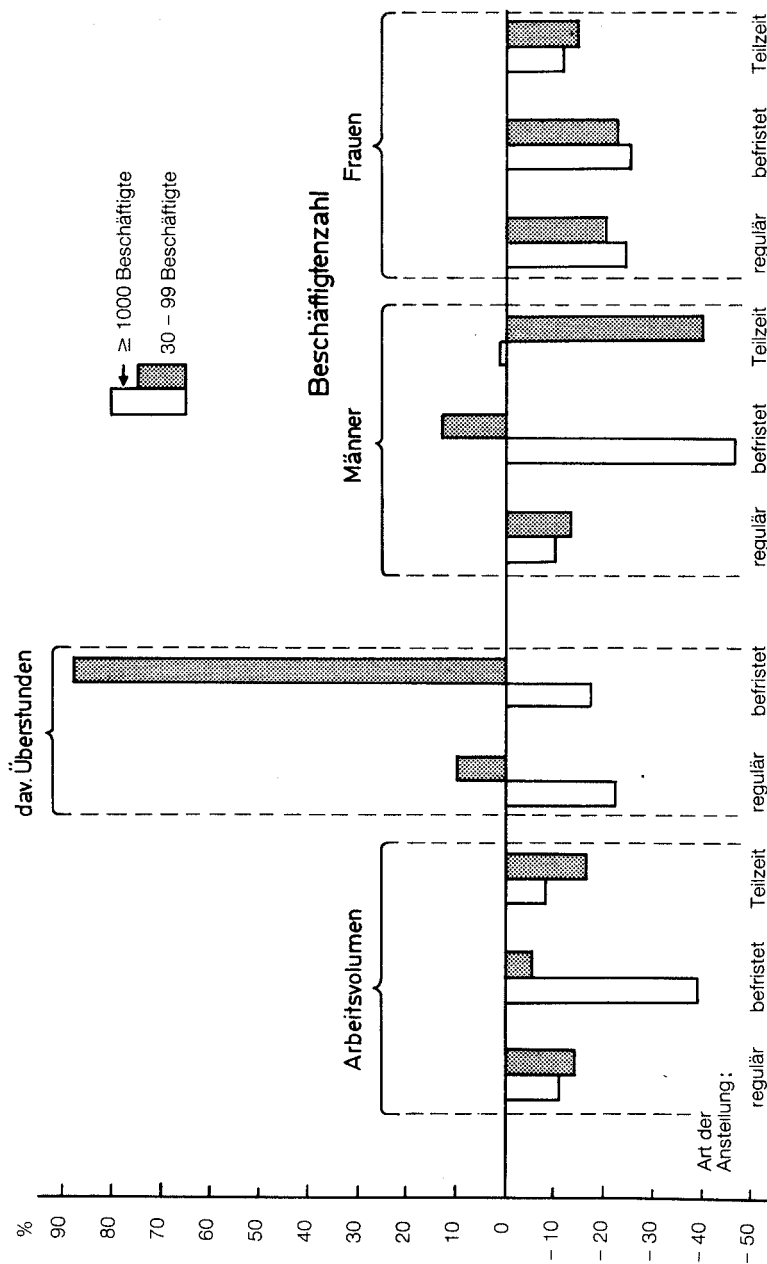 %
90
80
70
60
50
40
30
20
10
0
– 10
– 20
– 30
– 40
– 50
≥ 1000 Beschäftigte
30 – 99 Beschäftigte
dav. Überstunden
Beschäftigtenzahl
Arbeitsvolumen
Männer
Frauen
Art der
Anstellung:
regulär befristet Teilzeit regulär befristet regulär befristet Teilzeit regulär befristet Teilzeit